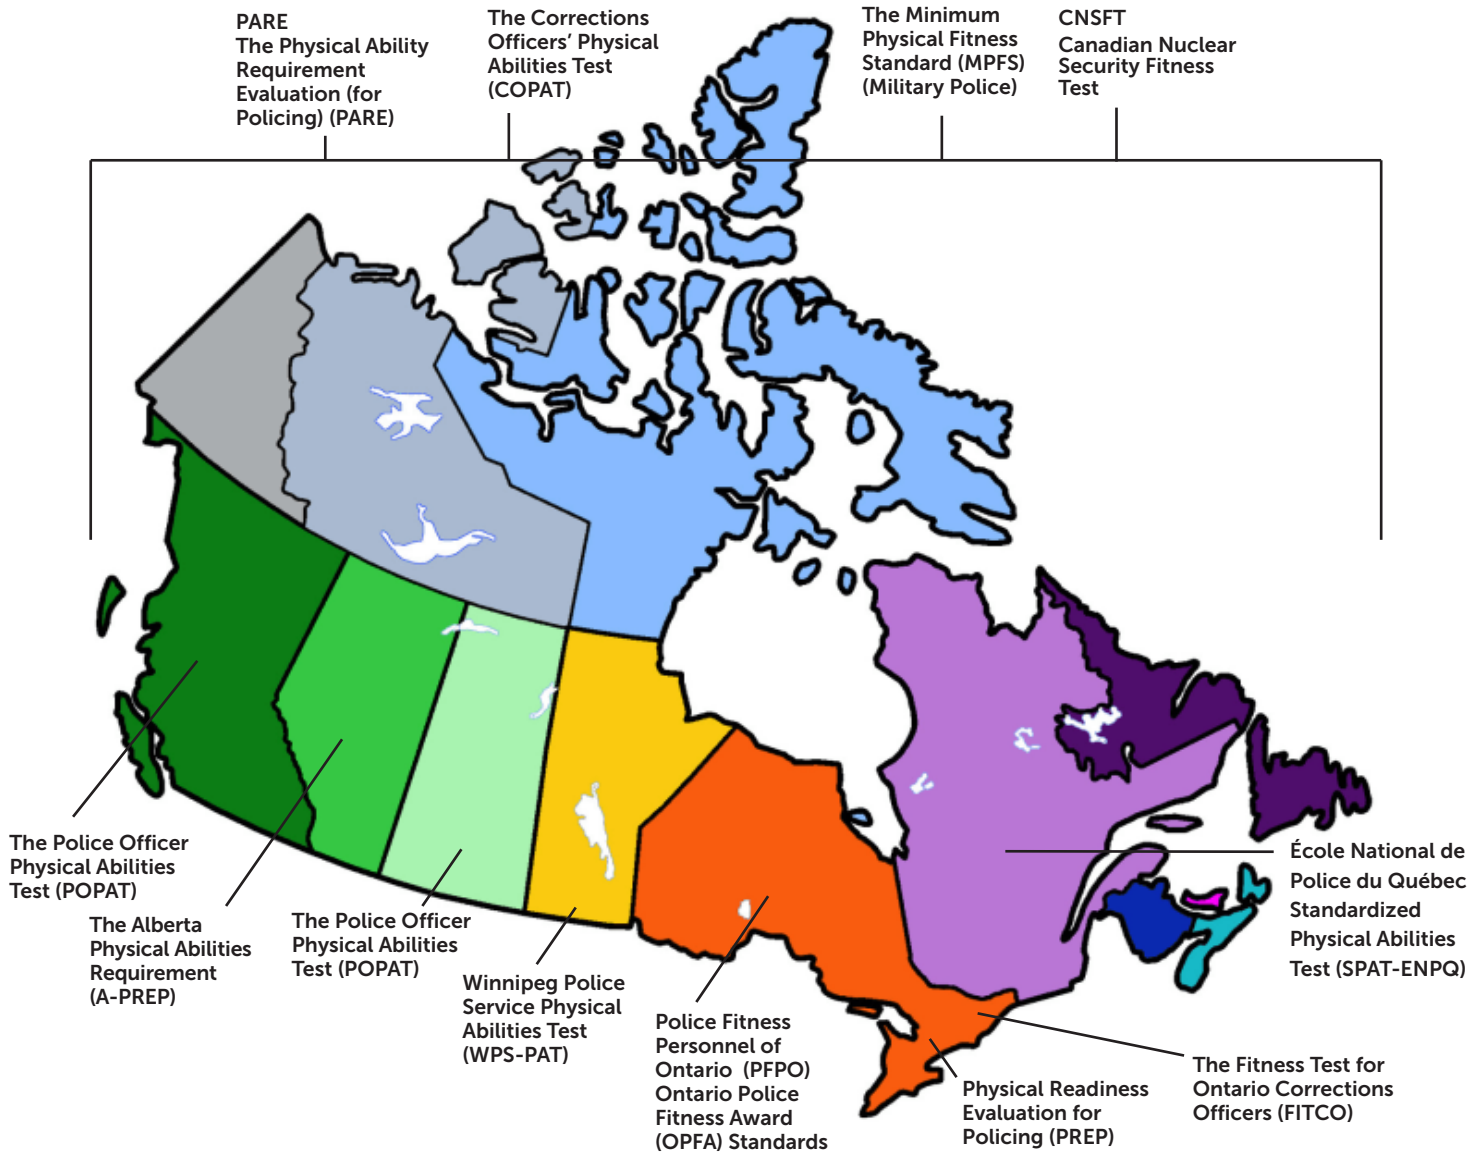 PARE
The Physical Ability
Requirement
Evaluation (for
Policing) (PARE)
The Corrections
Officers’ Physical
Abilities Test
(COPAT)
The Minimum
Physical Fitness
Standard (MPFS)
(Military Police)
CNSFT
Canadian Nuclear
Security Fitness
Test
The Police Officer
Physical Abilities
Test (POPAT)
The Alberta
Physical Abilities
Requirement
(A-PREP)
The Police Officer
Physical Abilities
Test (POPAT)
Winnipeg Police
Service Physical
Abilities Test
(WPS-PAT)
Police Fitness
Personnel of
Ontario (PFPO)
Ontario Police
Fitness Award
(OPFA) Standards
Physical Readiness
Evaluation for
Policing (PREP)
The Fitness Test for
Ontario Corrections
Officers (FITCO)
École National de
Police du Québec
Standardized
Physical Abilities
Test (SPAT-ENPQ)